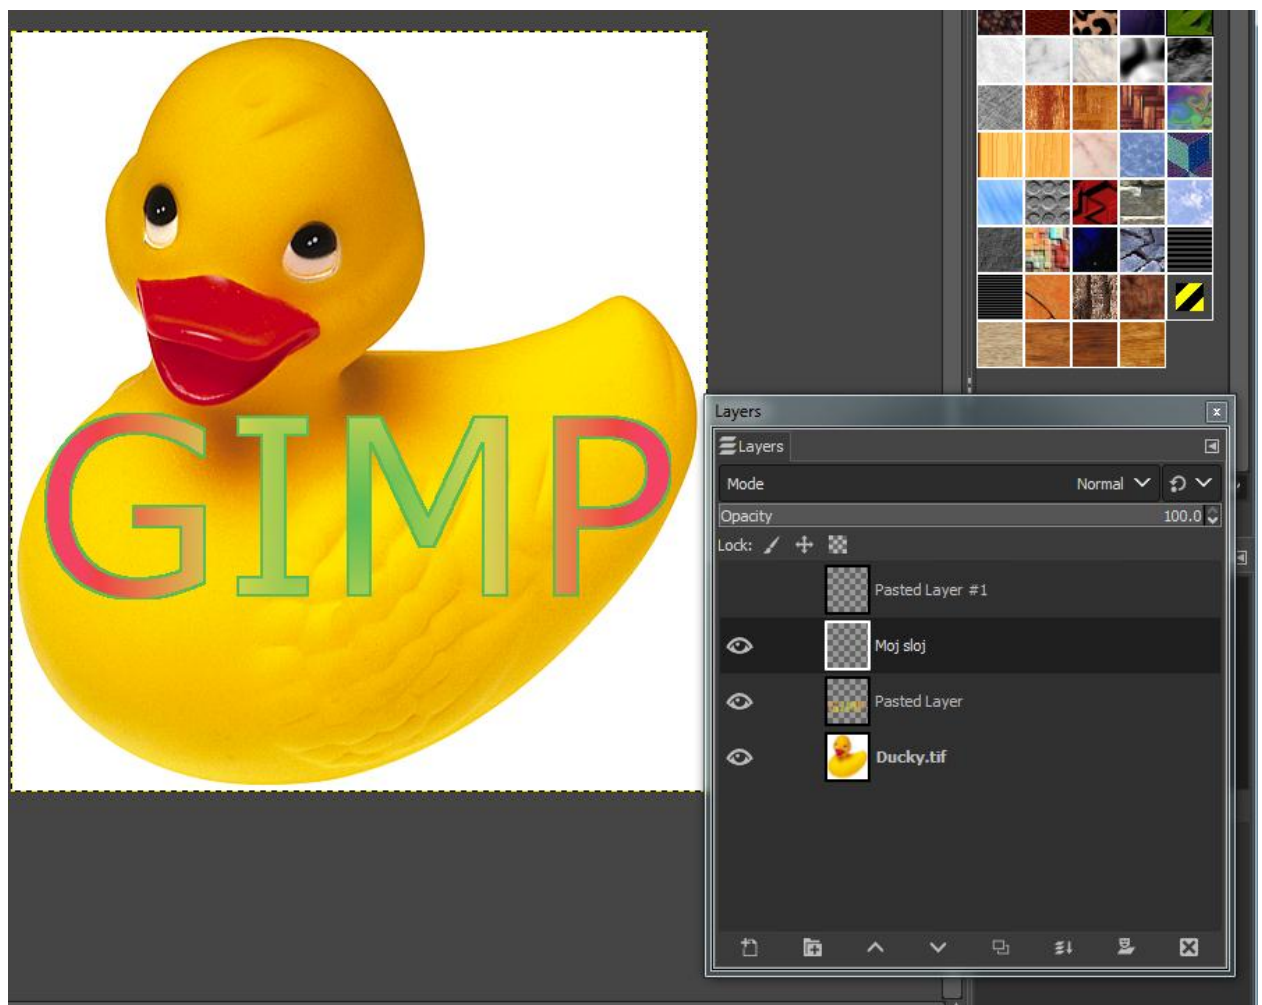 GIMP
Layers
Layers
Mode Normal
Opacity 100.0
Lock:
Pasted Layer #1
Moj sloj
Pasted Layer
Ducky.tif